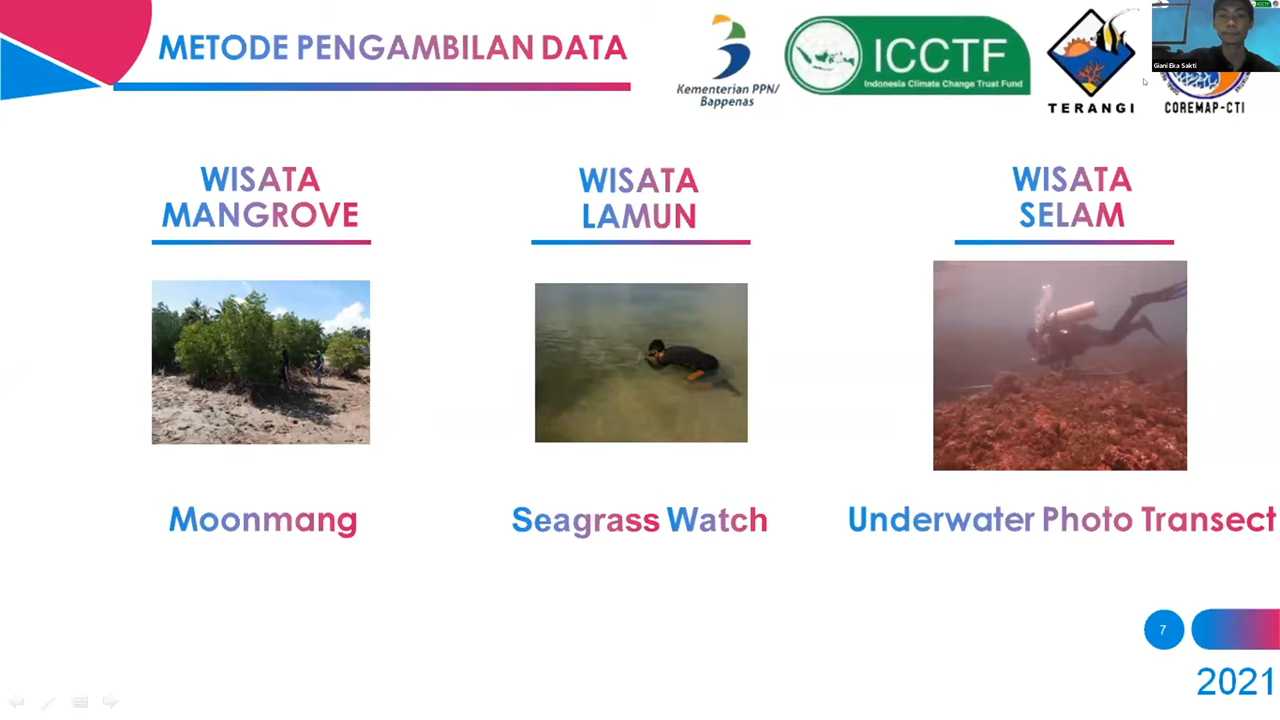 METODE PENGAMBILAN DATA
Kementerian PPN/
Bappenas
ICCTF
Indonesia Climate Change Trust Fund
TERANGI
COREMAP-CTI
ICCTF
Giani Eka Sakti
WISATA
MANGROVE
WISATA
LAMUN
WISATA
SELAM
Moonmang
Seagrass Watch
Underwater Photo Transect
7
2021